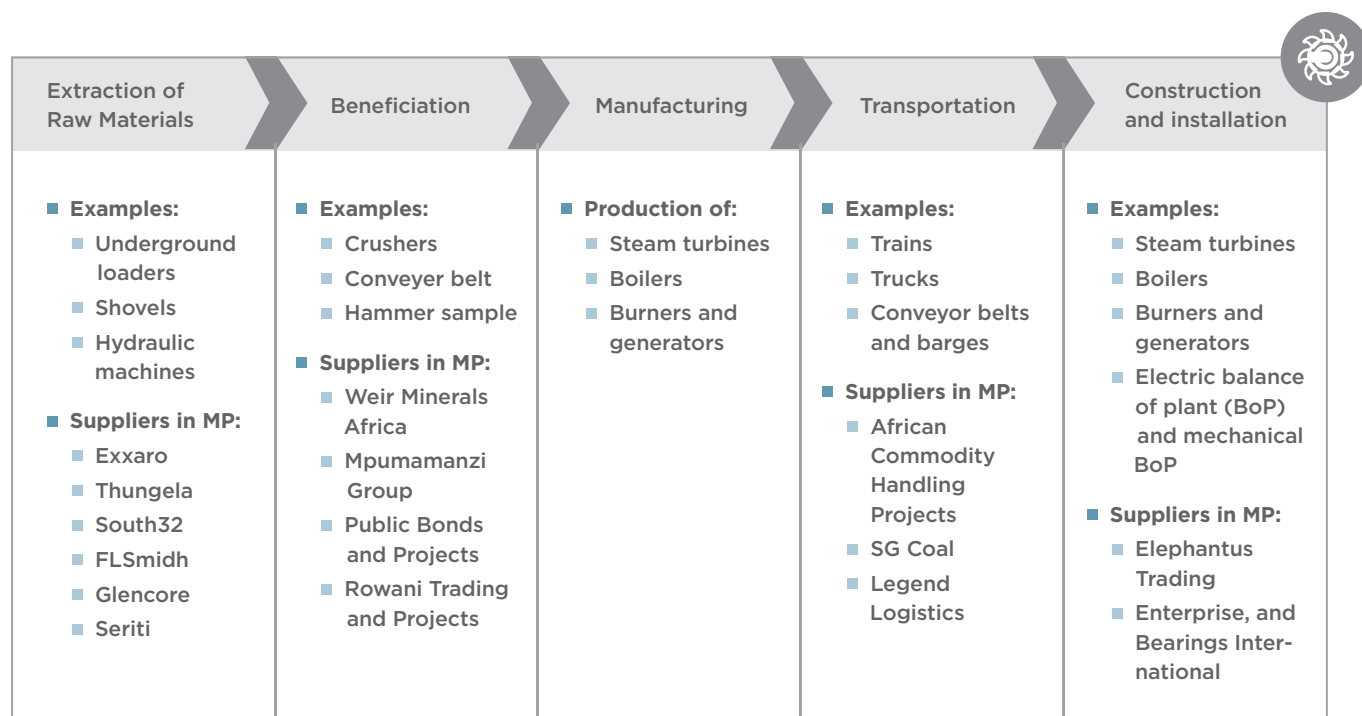 Extraction of
Raw Materials
Beneficiation
Manufacturing
Transportation
Construction
and installation
Examples:
Underground
loaders
Shovels
Hydraulic
machines
Suppliers in MP:
Exxaro
Thungela
South32
FLSmidh
Glencore
Seriti
Examples:
Crushers
Conveyer belt
Hammer sample
Suppliers in MP:
Weir Minerals
Africa
Mpumamanzi
Group
Public Bonds
and Projects
Rowani Trading
and Projects
Production of:
Steam turbines
Boilers
Burners and
generators
Examples:
Trains
Trucks
Conveyor belts
and barges
Suppliers in MP:
African
Commodity
Handling
Projects
SG Coal
Legend
Logistics
Examples:
Steam turbines
Boilers
Burners and
generators
Electric balance
of plant (BoP)
and mechanical
BoP
Suppliers in MP:
Elephantus
Trading
Enterprise, and
Bearings Inter-
national